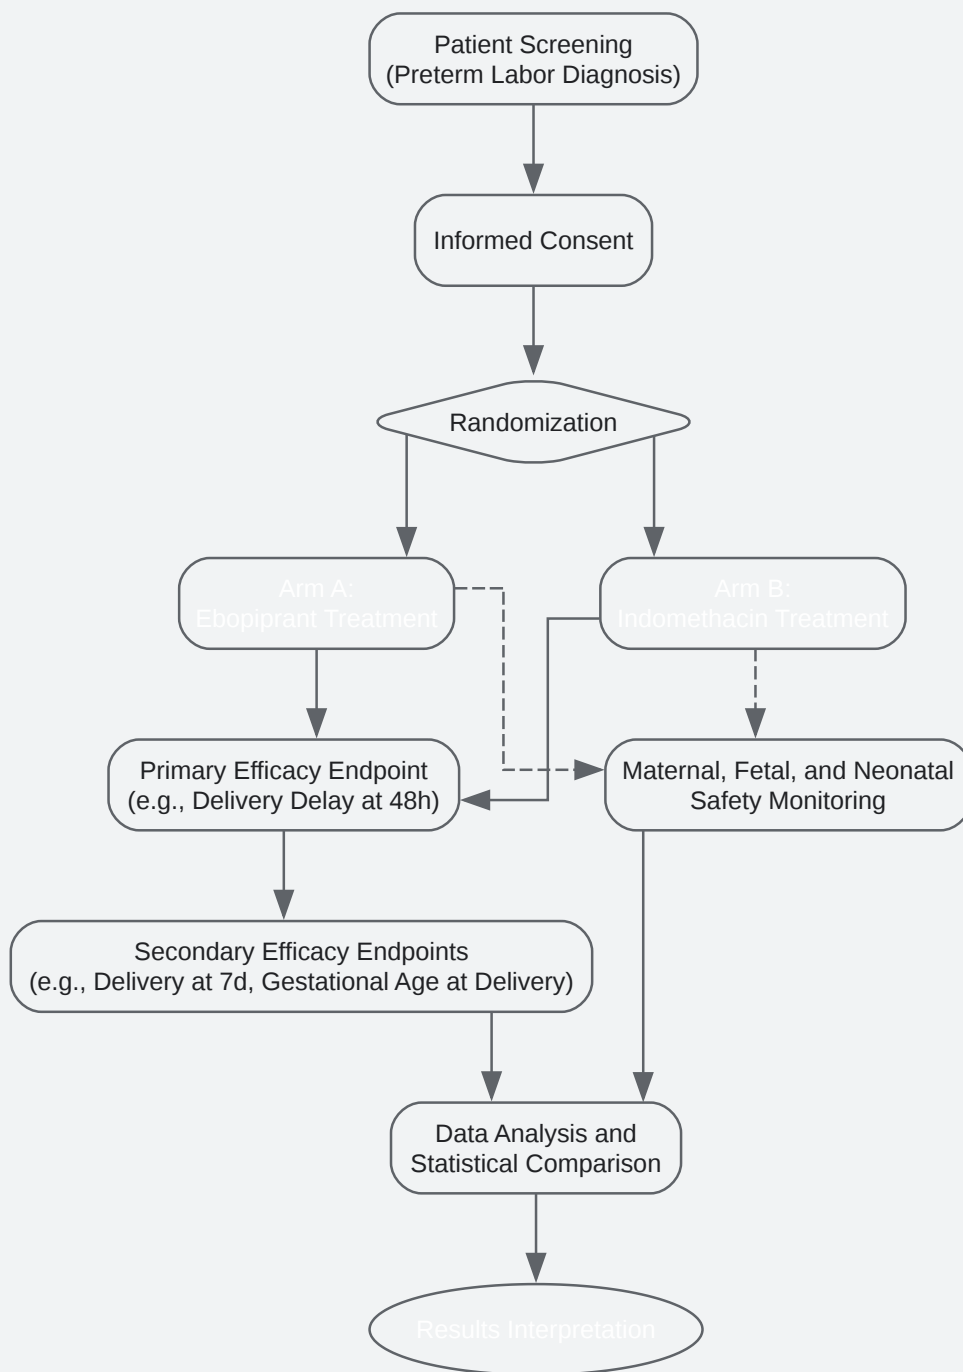 Patient Screening
(Preterm Labor Diagnosis)
Informed Consent
Randomization
Arm A:
Ebopiprant Treatment
Arm B:
Indomethacin Treatment
Primary Efficacy Endpoint
(e.g., Delivery Delay at 48h)
Maternal, Fetal, and Neonatal
Safety Monitoring
Secondary Efficacy Endpoints
(e.g., Delivery at 7d, Gestational Age at Delivery)
Data Analysis and
Statistical Comparison
Results Interpretation